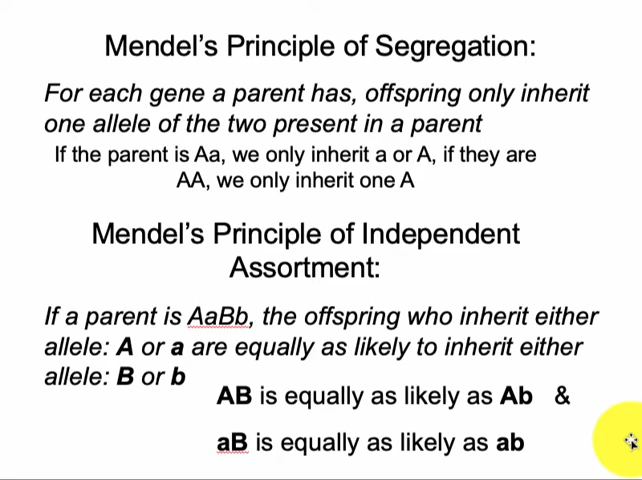 Mendel’s Principle of Segregation:
For each gene a parent has, offspring only inherit
one allele of the two present in a parent
If the parent is Aa, we only inherit a or A, if they are
AA, we only inherit one A
Mendel’s Principle of Independent
Assortment:
If a parent is AaBb, the offspring who inherit either
allele: A or a are equally as likely to inherit either
allele: B or b
AB is equally as likely as Ab &
aB is equally as likely as ab